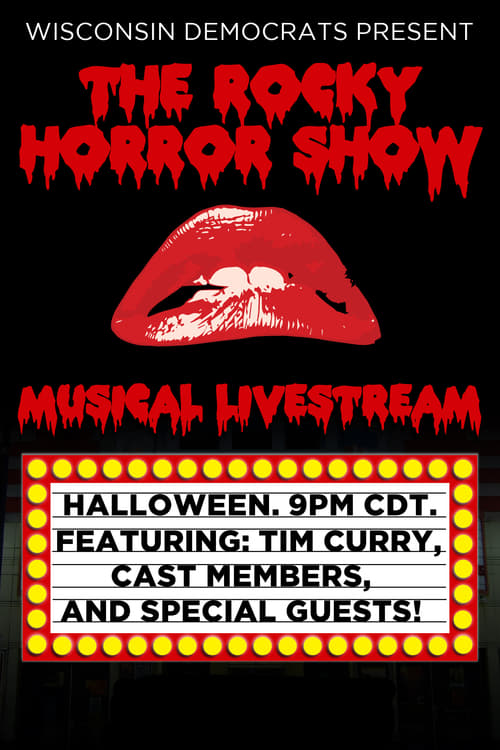 WISCONSIN DEMOCRATS PRESENT
THE ROCKY
HORROR SHOW
MUSICAL LIVESTREAM
HALLOWEEN. 9PM CDT.
FEATURING: TIM CURRY,
CAST MEMBERS,
AND SPECIAL GUESTS!